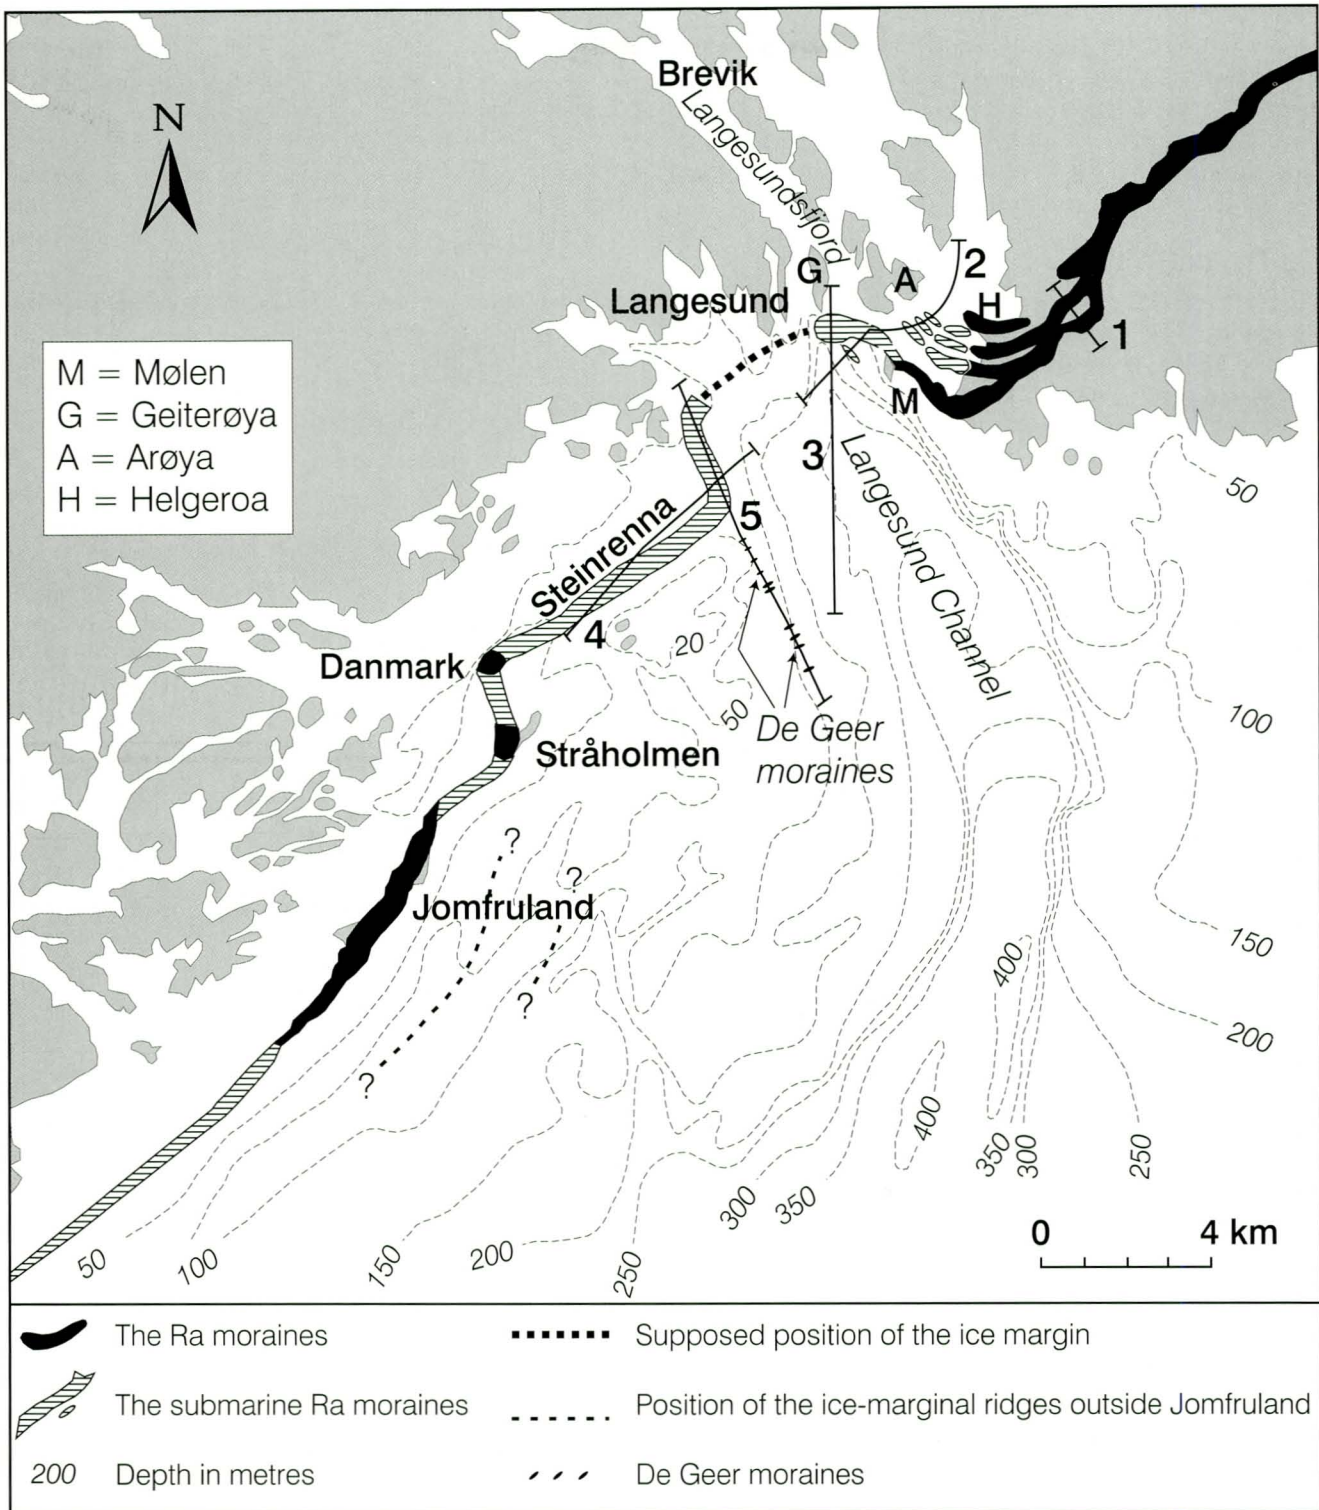 N
Brevik
Langesundsfjord
G
A
2
Langesund
H
1
M = Mølen
G = Geiterøya
A = Arøya
H = Helgeroa
M
3
Langesund Channel
50
5
Steinrenna
4
20
Danmark
50
100
De Geer
moraines
Stråholmen
?
?
Jomfruland
150
400
?
200
?
400
350
300
250
300
350
50
100
150
200
250
0 4 km
The Ra moraines
Supposed position of the ice margin
The submarine Ra moraines
Position of the ice-marginal ridges outside Jomfruland
200 Depth in metres
De Geer moraines